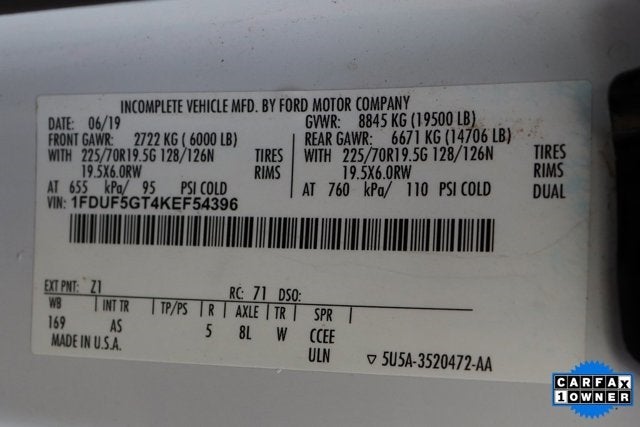 INCOMPLETE VEHICLE MFD. BY FORD MOTOR COMPANY
DATE: 06/19 GVWR: 8845 KG (19500 LB)
FRONT GAWR: 2722 KG ( 6000 LB) REAR GAWR: 6671 KG (14706 LB)
WITH 225/70R19.5G 128/126N TIRES WITH 225/70R19.5G 128/126N TIRES
19.5X6.0RW RIMS 19.5X6.0RW RIMS
AT 655 kPa/ 95 PSI COLD AT 760 kPa/ 110 PSI COLD DUAL
VIN: 1FDUF5GT4KEF54396
EXT PNT: Z1 RC: 71 DSO:
WB INT TR TP/PS R AXLE TR SPR
169 AS 5 8L W CCEE
MADE IN U.S.A. ULN ▽ 5U5A-3520472-AA
CARFAX
1 OWNER